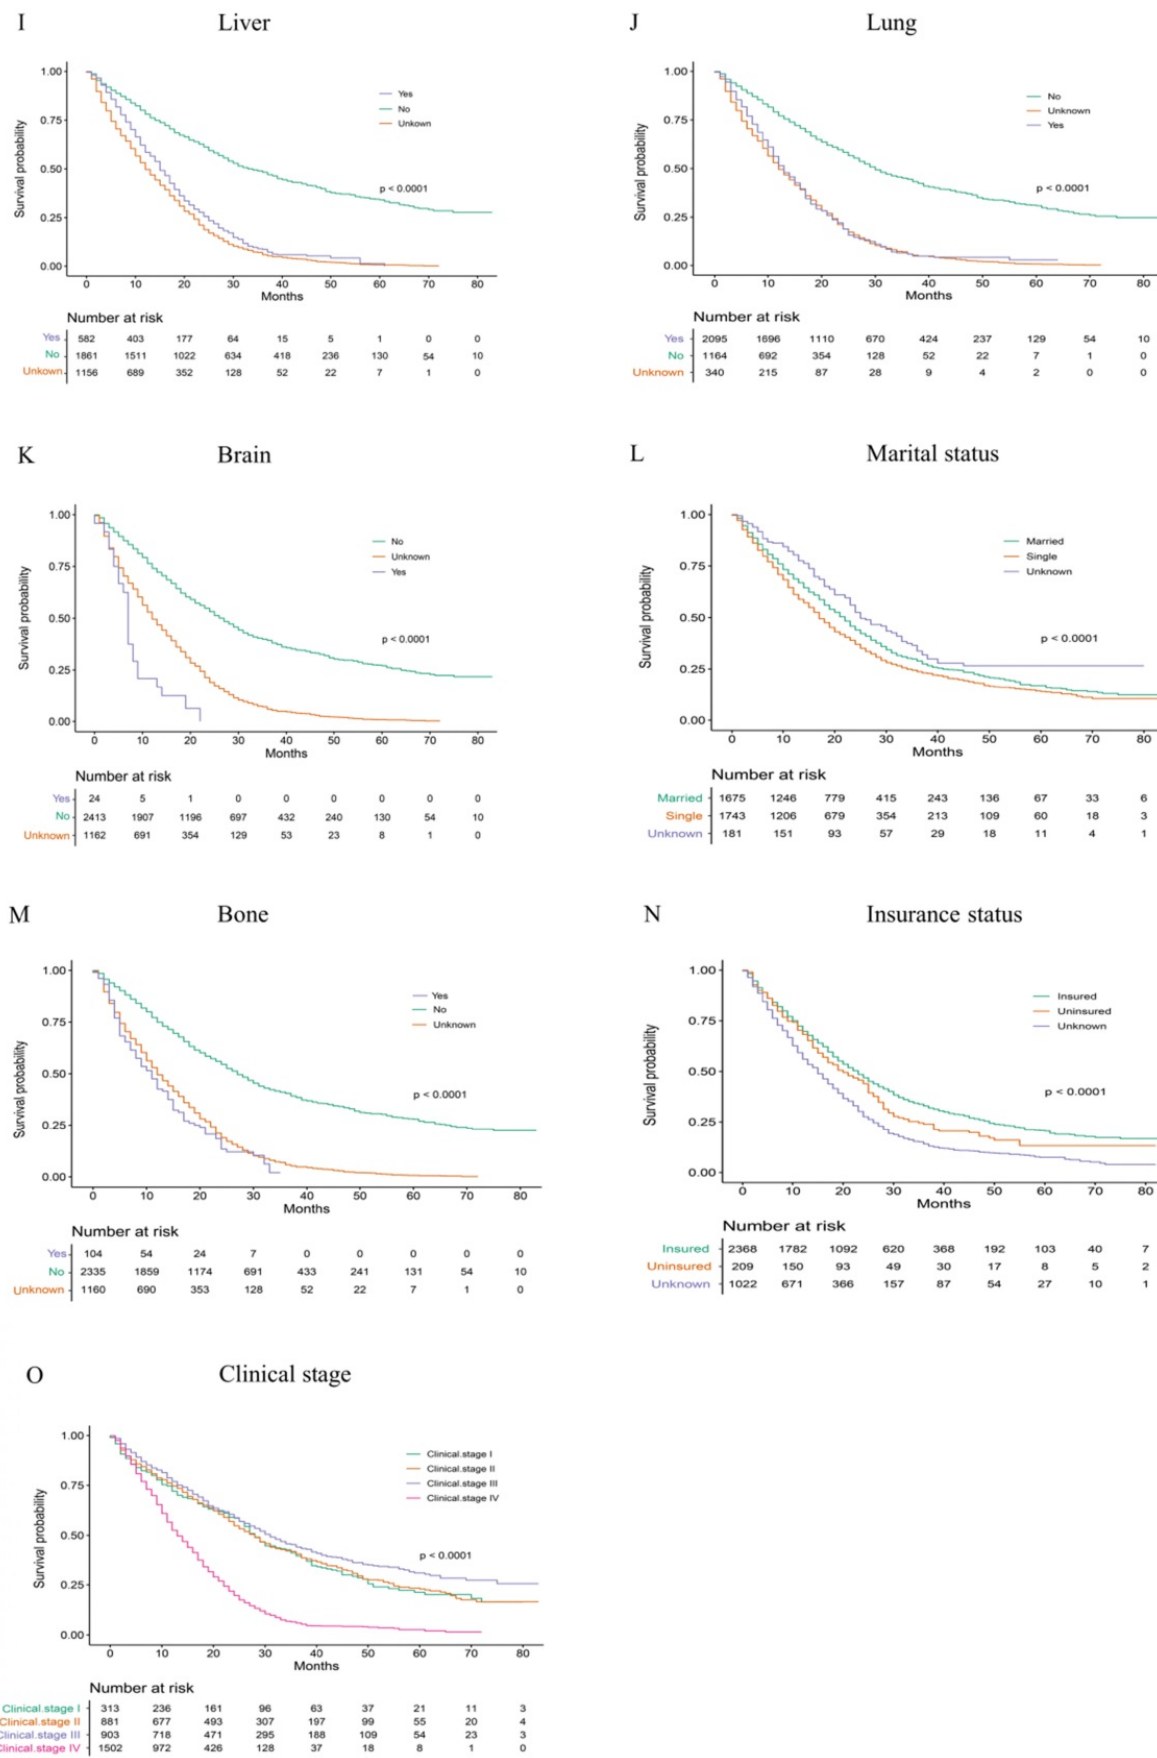 I Liver
1.00
0.75
0.50
0.25
0.00
Survival probability
Yes
No
Unkown
p < 0.0001
0 10 20 30 40 50 60 70 80
Months
Number at risk
Yes 582 403 177 64 15 5 1 0 0
No 1861 1511 1022 634 418 236 130 54 10
Unkown 1156 689 352 128 52 22 7 1 0
J Lung
1.00
0.75
0.50
0.25
0.00
Survival probability
No
Unknown
Yes
p < 0.0001
0 10 20 30 40 50 60 70 80
Months
Number at risk
Yes 2095 1696 1110 670 424 237 129 54 10
No 1164 692 354 128 52 22 7 1 0
Unknown 340 215 87 28 9 4 2 0 0
K Brain
1.00
0.75
0.50
0.25
0.00
Survival probability
No
Unknown
Yes
p < 0.0001
0 10 20 30 40 50 60 70 80
Months
Number at risk
Yes 24 5 1 0 0 0 0 0 0
No 2413 1907 1196 697 432 240 130 54 10
Unknown 1162 691 354 129 53 23 8 1 0
L Marital status
1.00
0.75
0.50
0.25
0.00
Survival probability
Married
Single
Unknown
p < 0.0001
0 10 20 30 40 50 60 70 80
Months
Number at risk
Married 1675 1246 779 415 243 136 67 33 6
Single 1743 1206 679 354 213 109 60 18 3
Unknown 181 151 93 57 29 18 11 4 1
M Bone
1.00
0.75
0.50
0.25
0.00
Survival probability
Yes
No
Unknown
p < 0.0001
0 10 20 30 40 50 60 70 80
Months
Number at risk
Yes 104 54 24 7 0 0 0 0 0
No 2335 1859 1174 691 433 241 131 54 10
Unknown 1160 690 353 128 52 22 7 1 0
N Insurance status
1.00
0.75
0.50
0.25
0.00
Survival probability
Insured
Uninsured
Unknown
p < 0.0001
0 10 20 30 40 50 60 70 80
Months
Number at risk
Insured 2368 1782 1092 620 368 192 103 40 7
Uninsured 209 150 93 49 30 17 8 5 2
Unknown 1022 671 366 157 87 54 27 10 1
O Clinical stage
1.00
0.75
0.50
0.25
0.00
Survival probability
Clinical.stage I
Clinical.stage II
Clinical.stage III
Clinical.stage IV
p < 0.0001
0 10 20 30 40 50 60 70 80
Months
Number at risk
Clinical.stage I 313 236 161 96 63 37 21 11 3
Clinical.stage II 881 677 493 307 197 99 55 20 4
Clinical.stage III 903 718 471 295 188 109 54 23 3
Clinical.stage IV 1502 972 426 128 37 18 8 1 0